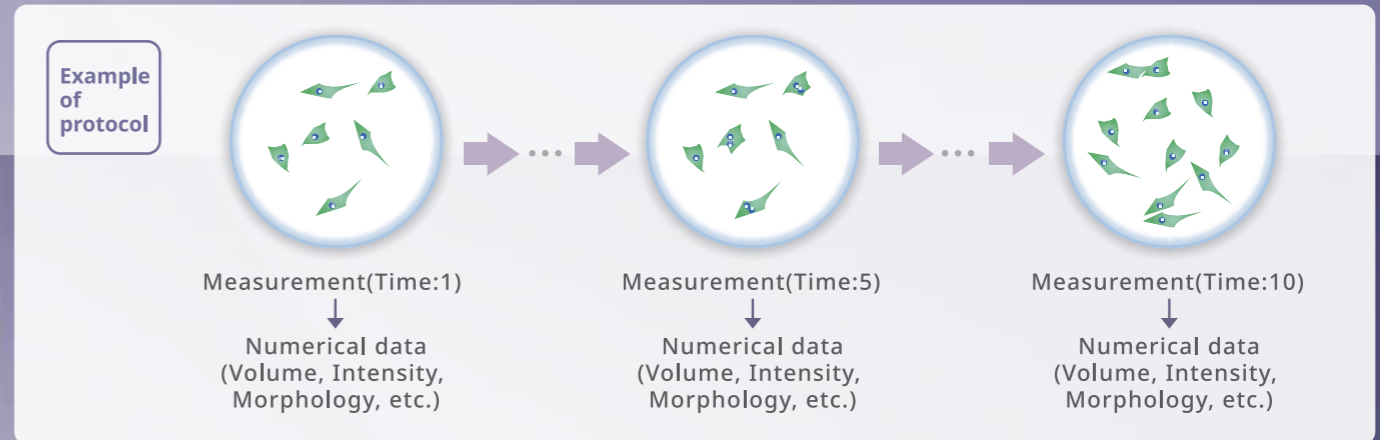 Example
of
protocol
Measurement(Time:1)
Numerical data
(Volume, Intensity,
Morphology, etc.)
Measurement(Time:5)
Numerical data
(Volume, Intensity,
Morphology, etc.)
Measurement(Time:10)
Numerical data
(Volume, Intensity,
Morphology, etc.)